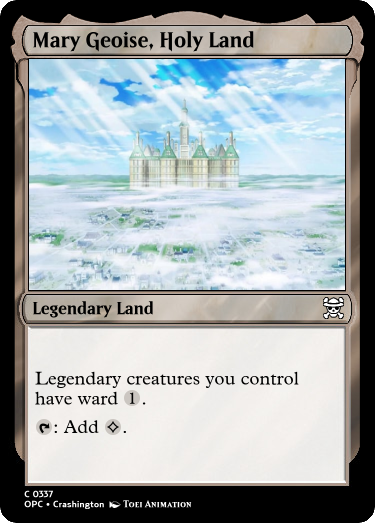 Mary Geoise, Holy Land
Legendary Land
Legendary creatures you control
have ward 1.
: Add .
C 0337
OPC • Crashington Toei Animation